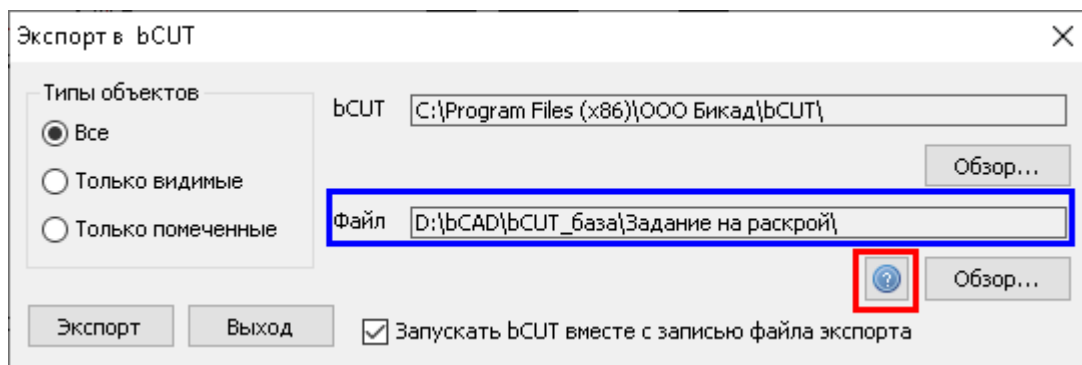 Экспорт в bCUT
Типы объектов
Все
Только видимые
Только помеченные
bCUT C:\Program Files (x86)\ООО Бикад\bCUT\
Обзор...
Файл D:\bCAD\bCUT_база\Задание на раскрой\
? Обзор...
Экспорт Выход Запускать bCUT вместе с записью файла экспорта